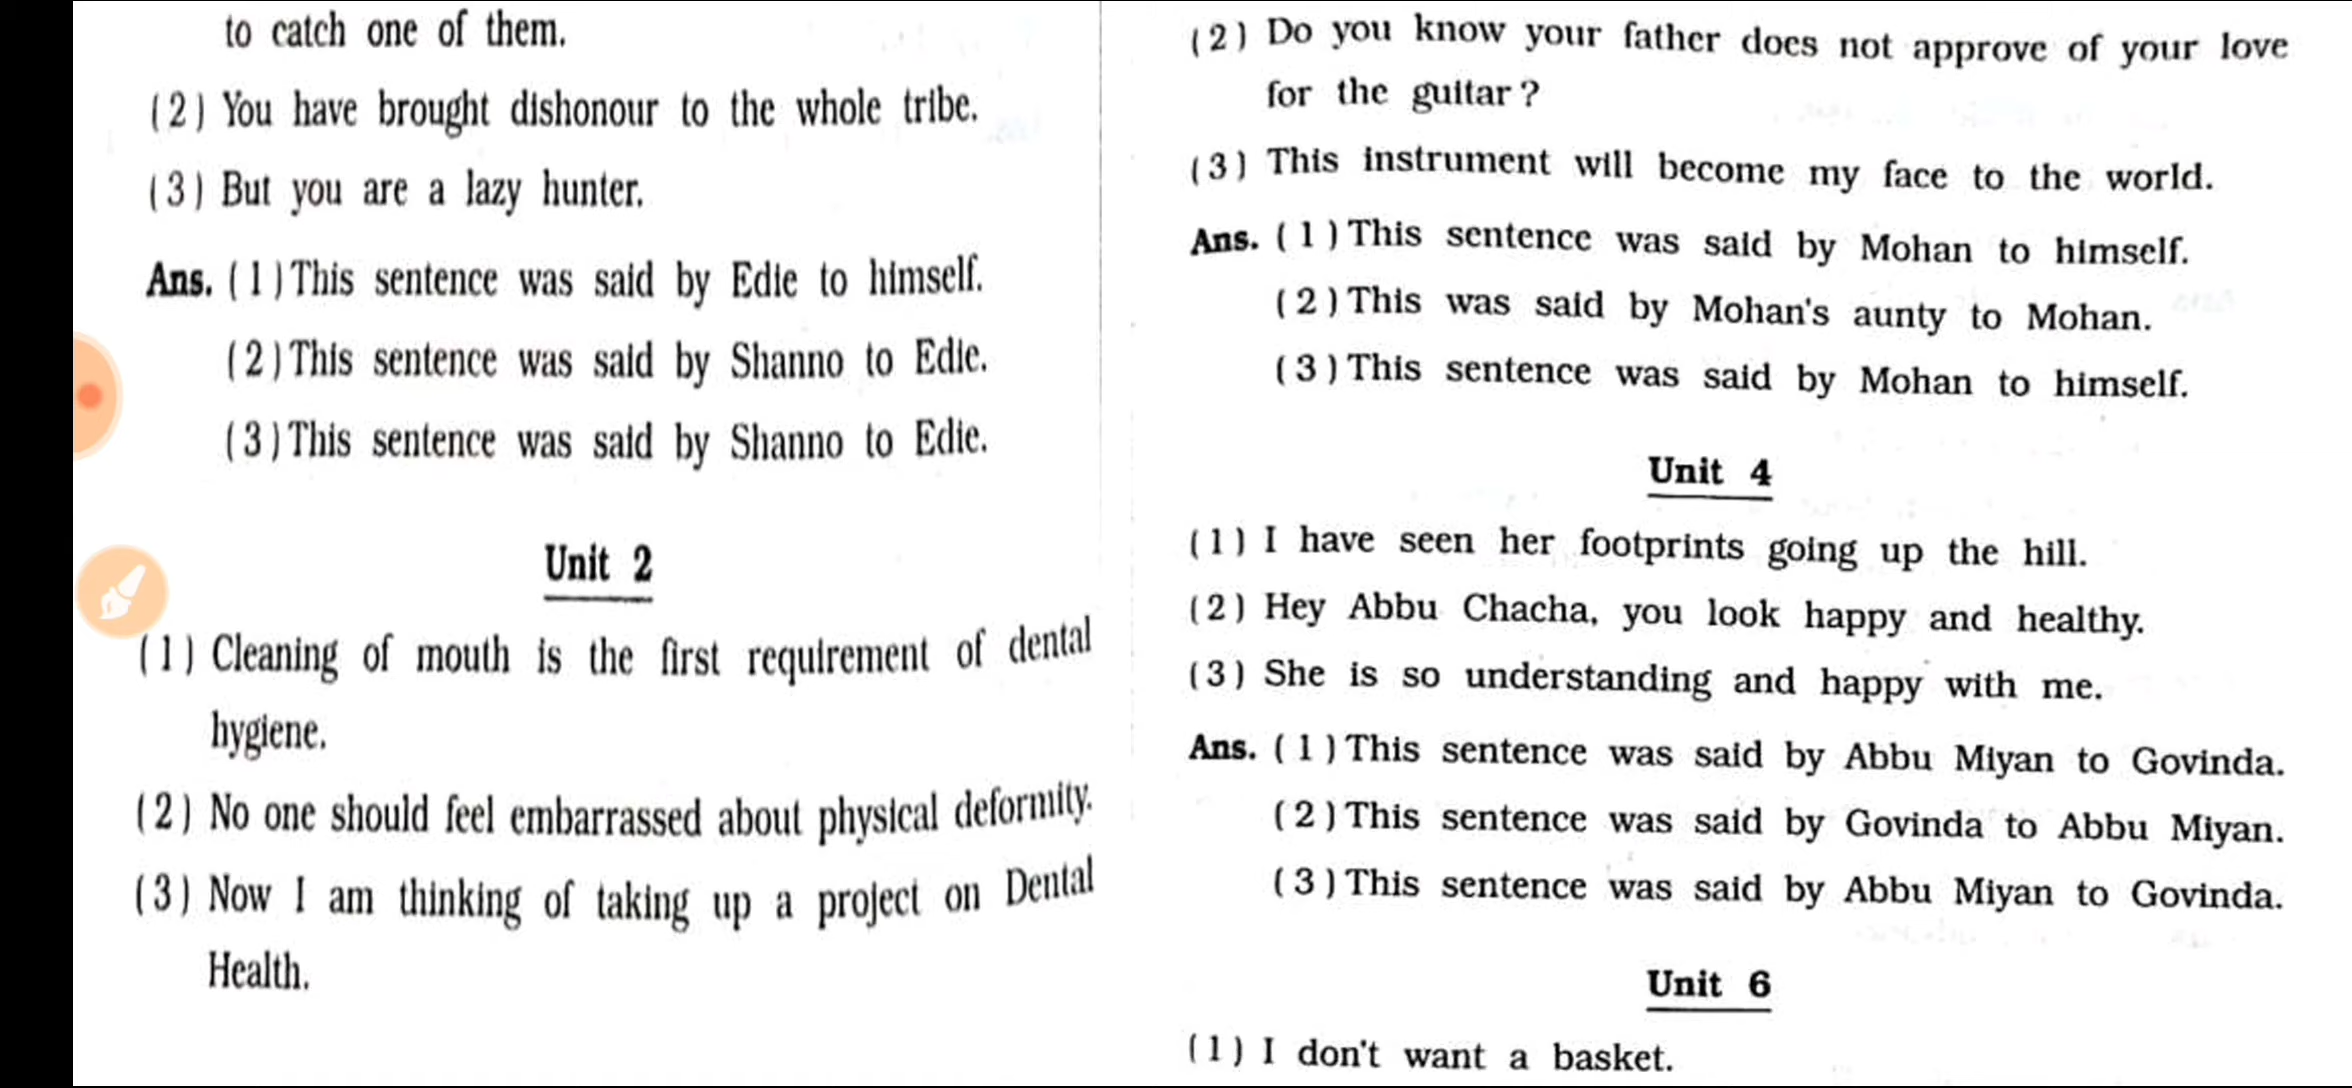 to catch one of them.
(2) You have brought dishonour to the whole tribe.
(3) But you are a lazy hunter.
Ans. (1) This sentence was said by Edie to himself.
(2) This sentence was said by Shanno to Edie.
(3) This sentence was said by Shanno to Edie.
Unit 2
(1) Cleaning of mouth is the first requirement of dental
hygiene.
(2) No one should feel embarrassed about physical deformity.
(3) Now I am thinking of taking up a project on Dental
Health.
(2) Do you know your father does not approve of your love
for the guitar?
(3) This instrument will become my face to the world.
Ans. (1) This sentence was said by Mohan to himself.
(2) This was said by Mohan's aunty to Mohan.
(3) This sentence was said by Mohan to himself.
Unit 4
(1) I have seen her footprints going up the hill.
(2) Hey Abbu Chacha, you look happy and healthy.
(3) She is so understanding and happy with me.
Ans. (1) This sentence was said by Abbu Miyan to Govinda.
(2) This sentence was said by Govinda to Abbu Miyan.
(3) This sentence was said by Abbu Miyan to Govinda.
Unit 6
(1) I don't want a basket.